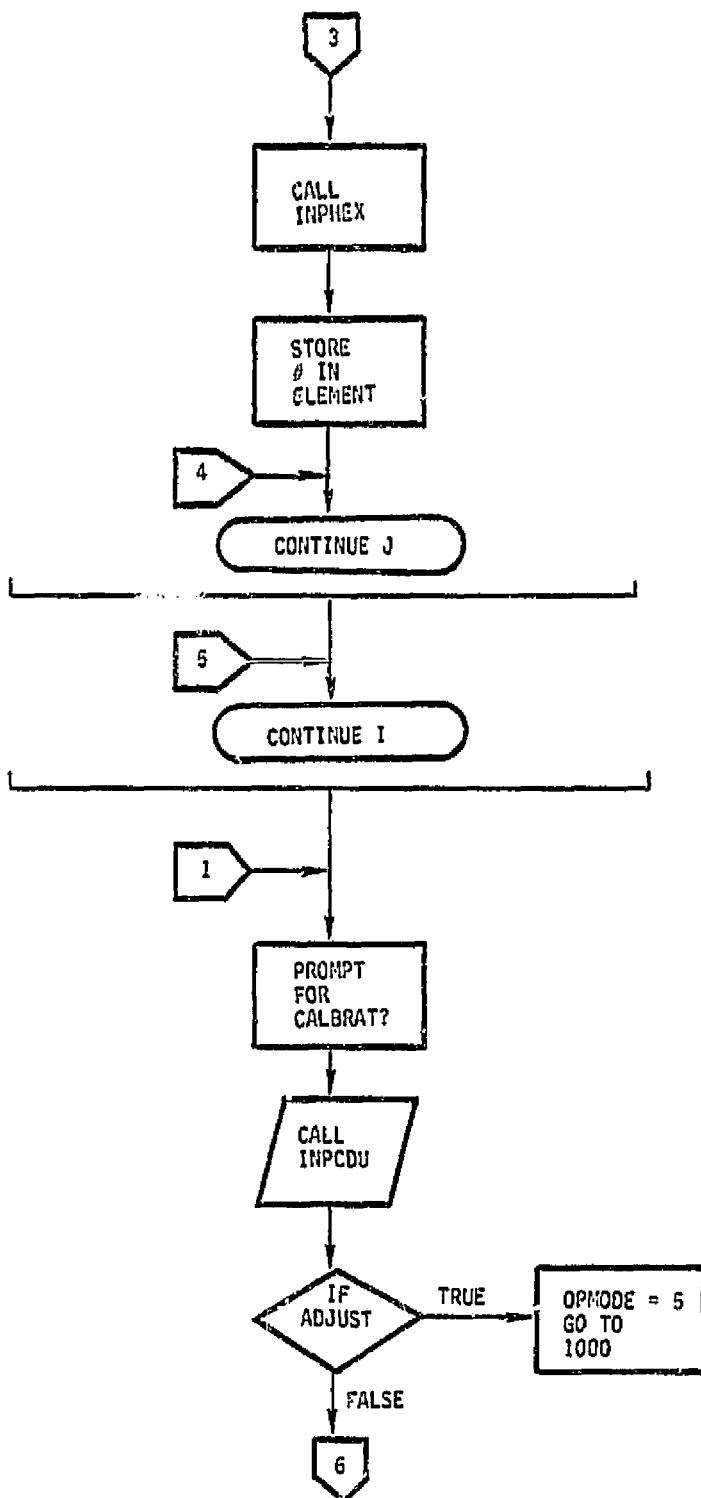 3
CALL
INPHEX
STORE
# IN
ELEMENT
4
CONTINUE J
5
CONTINUE I
1
PROMPT
FOR
CALBRAT?
CALL
INPCDU
IF
ADJUST
TRUE
OPMODE = 5
GO TO
1000
FALSE
6